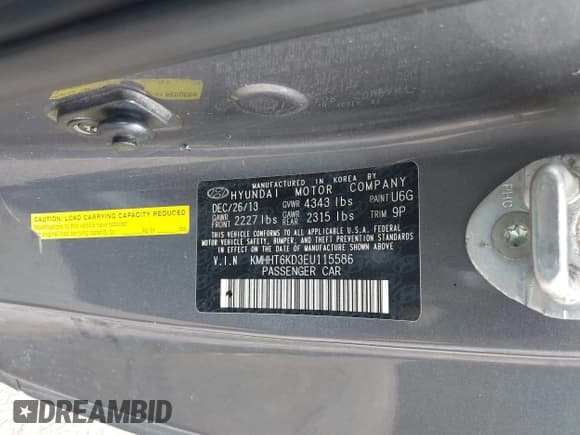 MANUFACTURED IN KOREA BY
HYUNDAI MOTOR COMPANY
DEC/26/13 GVWR 4343 lbs PAINT U6G
GAWR FRONT 2227 lbs GAWR REAR 2315 lbs TRIM 9P
THIS VEHICLE CONFORMS TO ALL APPLICABLE U.S.A FEDERAL
MOTOR VEHICLE SAFETY, BUMPER, AND THEFT PREVENTION
STANDARDS IN EFFECT ON THE DATE OF MANUFACTURE SHOWN ABOVE.
V.I.N KMHHT6KD3EU115586
PASSENGER CAR
CAUTION: LOAD CARRYING CAPACITY REDUCED
PHC
DREAMBID